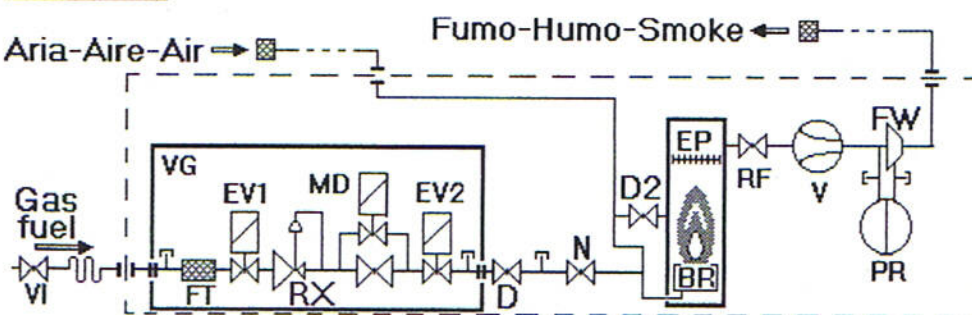 Fumo-Humo-Smoke
Aria-Aire-Air
FW
EP
VG
RF
V
MD
EV1
EV2
D2
Gas
fuel
N
PR
BR
VI
FT
RX
D